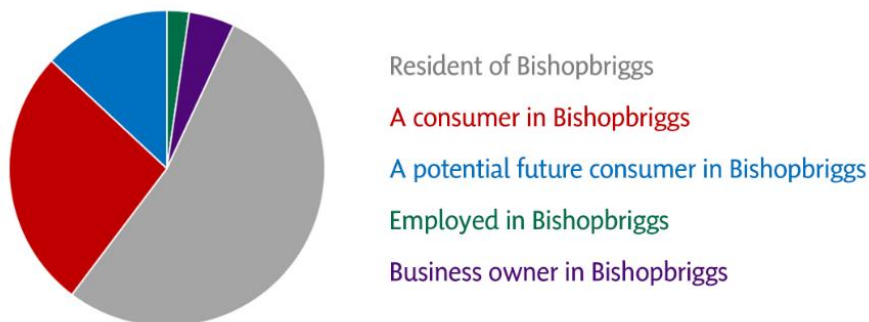 Resident of Bishopbriggs
A consumer in Bishopbriggs
A potential future consumer in Bishopbriggs
Employed in Bishopbriggs
Business owner in Bishopbriggs